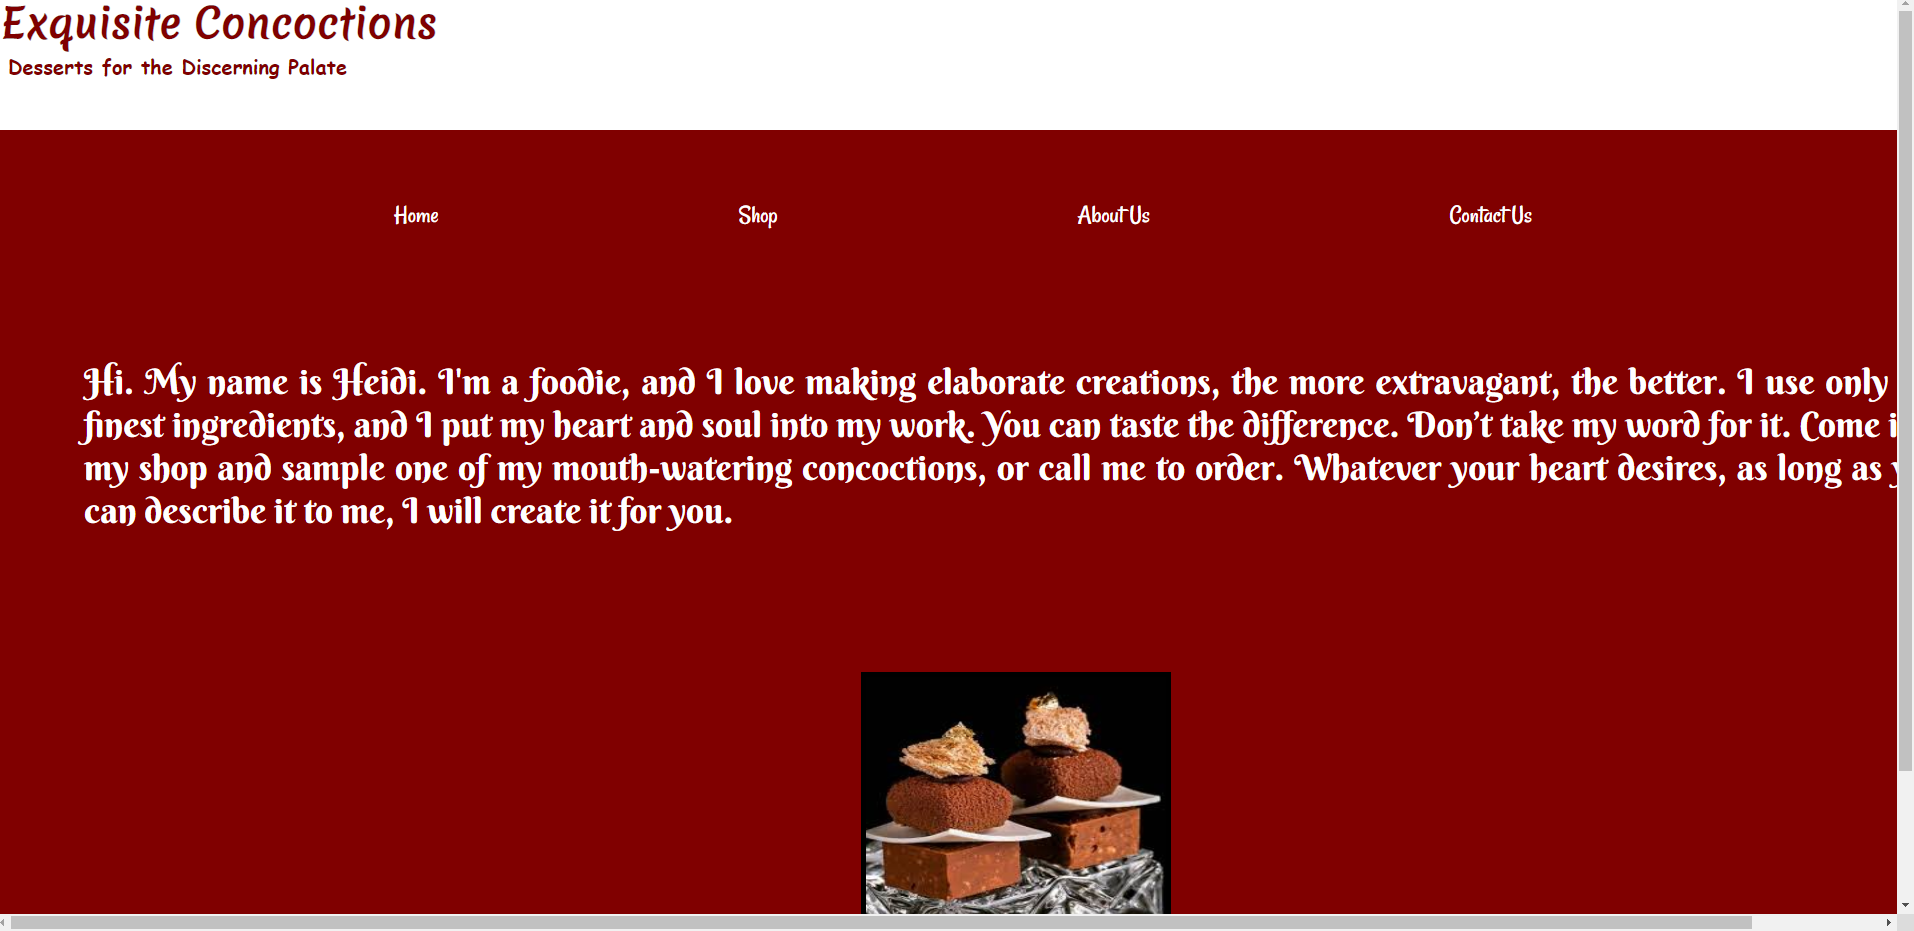 Exquisite Concoctions
Desserts for the Discerning Palate
Home
Shop
About Us
Contact Us
Hi. My name is Heidi. I'm a foodie, and I love making elaborate creations, the more extravagant, the better. I use only
finest ingredients, and I put my heart and soul into my work. You can taste the difference. Don’t take my word for it. Come
my shop and sample one of my mouth-watering concoctions, or call me to order. Whatever your heart desires, as long as
can describe it to me, I will create it for you.